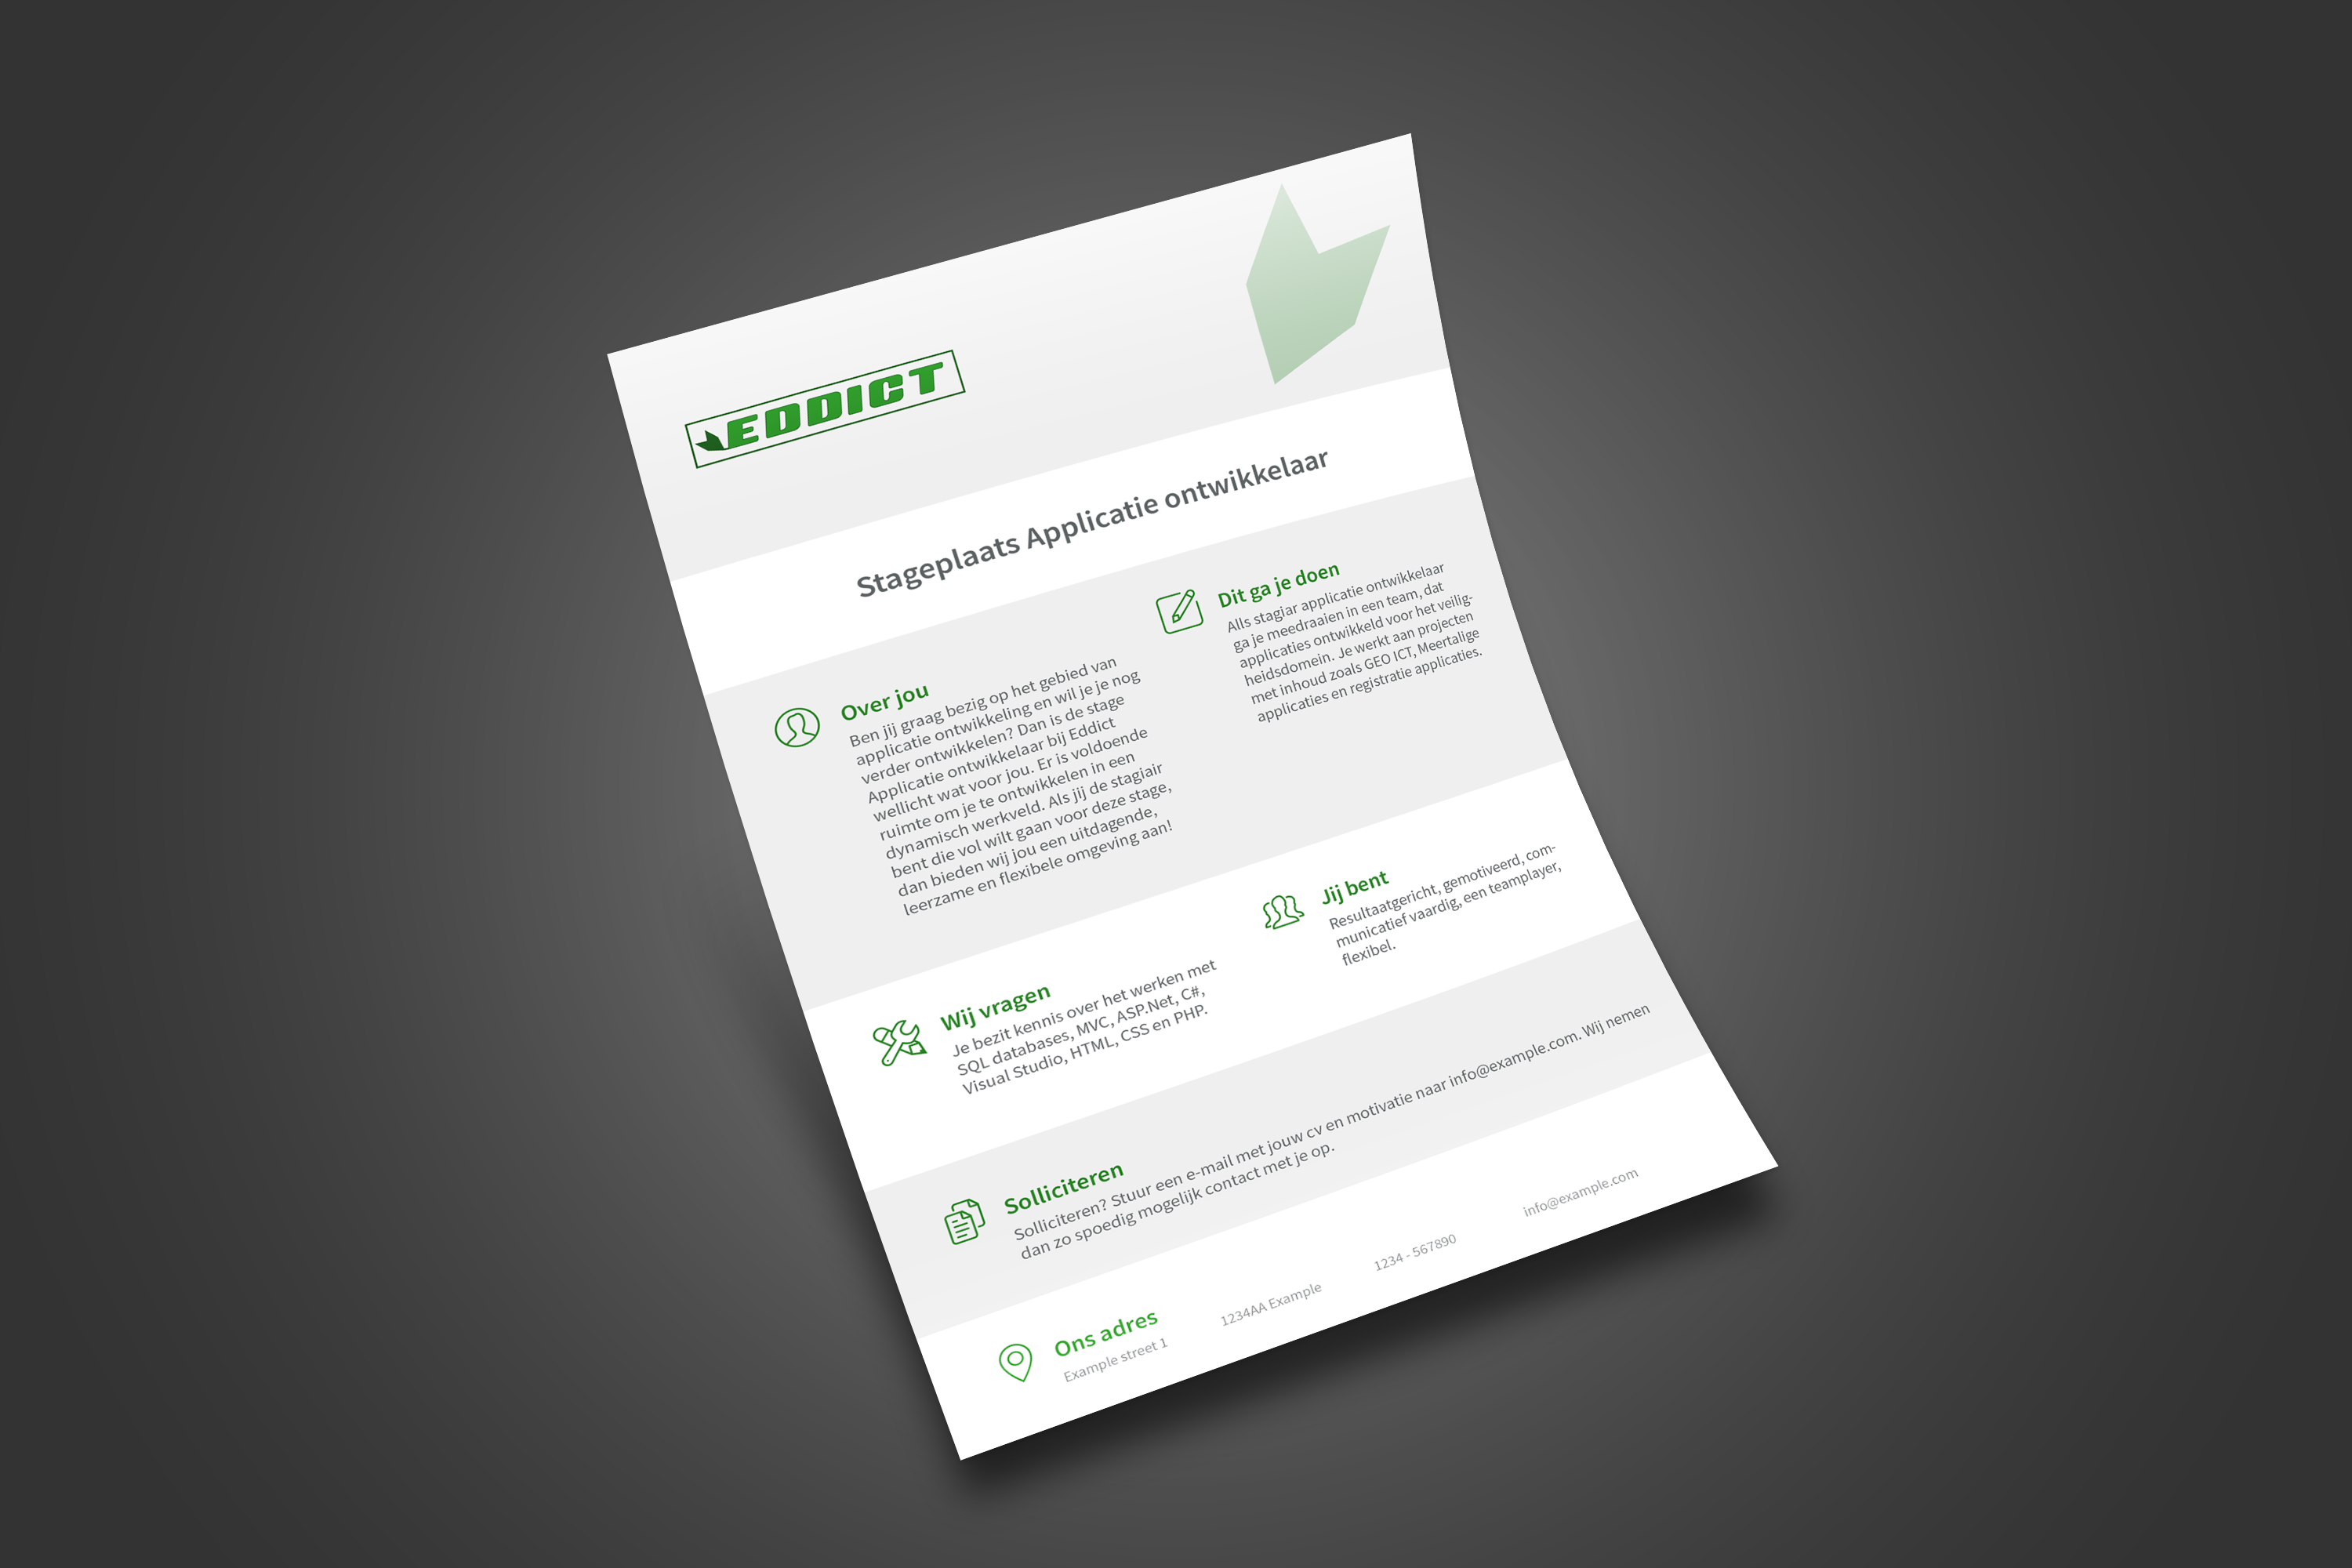 EDDICT
Stageplaats Applicatie ontwikkelaar
Over jou
Ben jij graag bezig op het gebied van
applicatie ontwikkeling en wil je je nog
verder ontwikkelen? Dan is de stage
Applicatie ontwikkelaar bij Eddict
wellicht wat voor jou. Er is voldoende
ruimte om je te ontwikkelen in een
dynamisch werkveld. Als jij de stagiair
bent die vol wilt gaan voor deze stage,
dan bieden wij jou een uitdagende,
leerzame en flexibele omgeving aan!
Dit ga je doen
Alls stagiar applicatie ontwikkelaar
ga je meedraaien in een team, dat
applicaties ontwikkeld voor het veilig-
heidsdomein. Je werkt aan projecten
met inhoud zoals GEO ICT, Meertalige
applicaties en registratie applicaties.
Wij vragen
Je bezit kennis over het werken met
SQL databases, MVC, ASP.Net, C#,
Visual Studio, HTML, CSS en PHP.
Jij bent
Resultaatgericht, gemotiveerd, com-
municatief vaardig, een teamplayer,
flexibel.
Solliciteren
Solliciteren? Stuur een e-mail met jouw cv en motivatie naar info@example.com. Wij nemen
dan zo spoedig mogelijk contact met je op.
Ons adres
Example street 1
1234AA Example
1234 - 567890
info@example.com